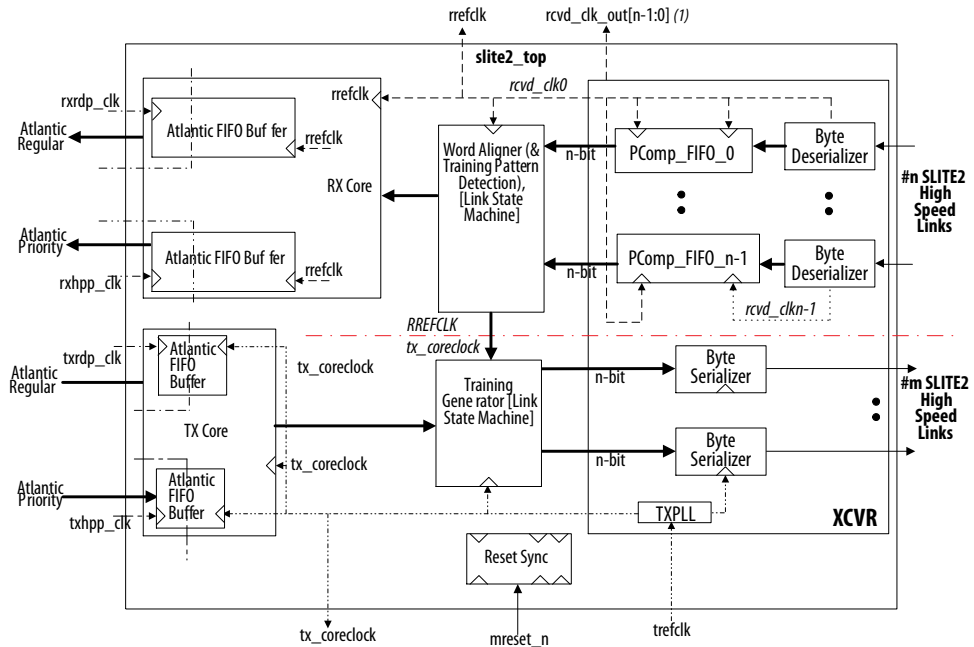 rrefclk
rcvd_clk_out[n-1:0] (1)
slite2_top
rxrdp_clk
Atlantic
Regular
Atlantic FIFO Buf fer
rrefclk
rrefclk
RX Core
Atlantic
Priority
Atlantic FIFO Buf fer
rrefclk
rxhpp_clk
rcvd_clk0
Word Aligner (&
Training Pattern
Detection),
[Link State
Machine]
n-bit
PComp_FIFO_0
Byte
Deserializer
#n SLITE2
High
Speed
Links
n-bit
PComp_FIFO_n-1
Byte
Deserializer
rcvd_clkn-1
RREFCLK
tx_coreclock
txrdp_clk
Atlantic
Regular
Atlantic
FIFO
Buffer
tx_coreclock
TX Core
tx_coreclock
Atlantic
Priority
Atlantic
FIFO
Buffer
txhpp_clk
Training
Gene rator [Link
State Machine]
n-bit
Byte
Serializer
#m SLITE2
High
Speed
Links
n-bit
Byte
Serializer
TXPLL
XCVR
Reset Sync
tx_coreclock
mreset_n
trefclk